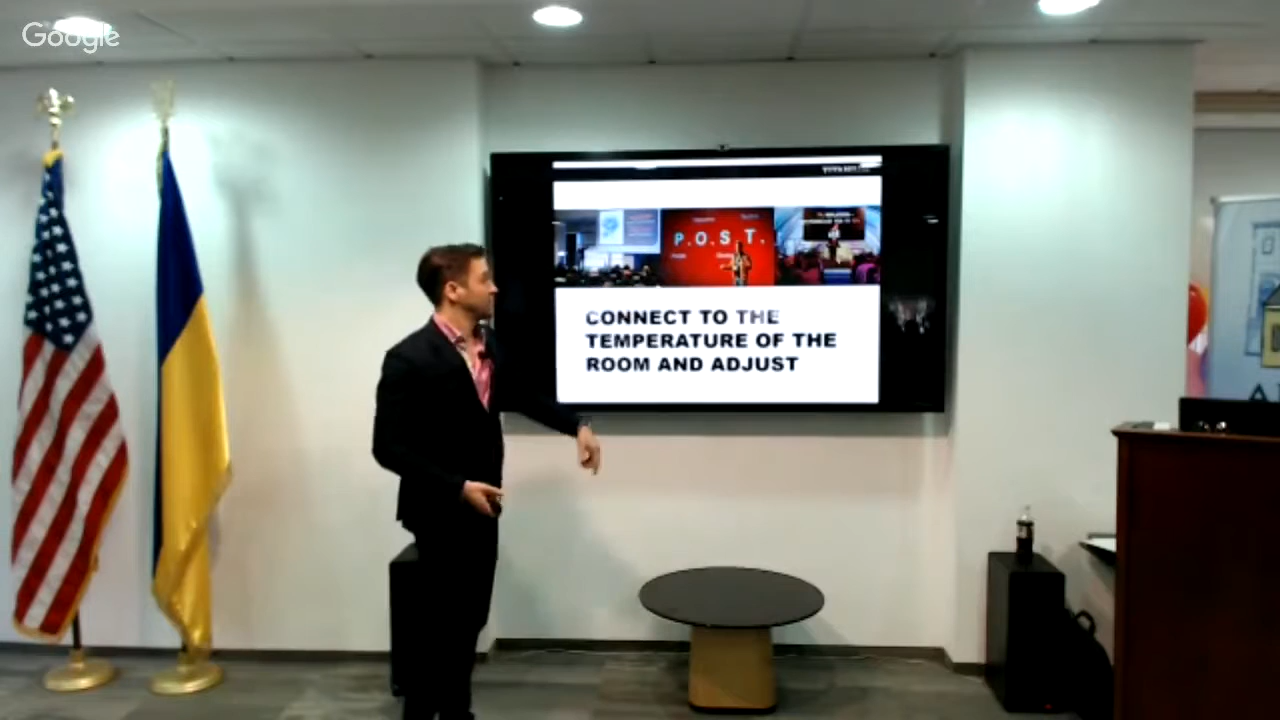 Google
P.O.S.T.
CONNECT TO THE
TEMPERATURE OF THE
ROOM AND ADJUST